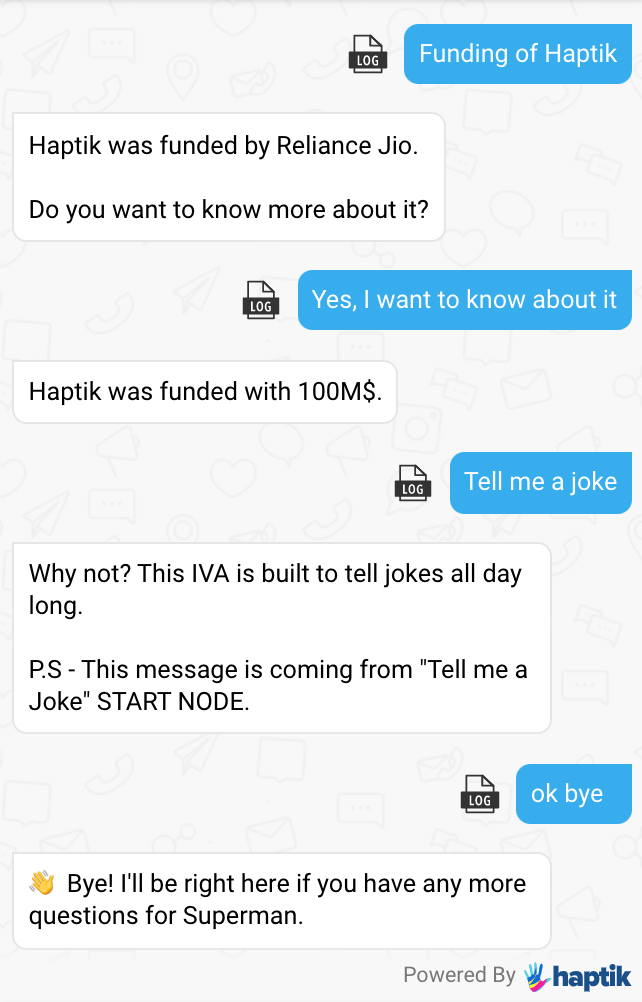 LOG
Funding of Haptik
Haptik was funded by Reliance Jio.
Do you want to know more about it?
LOG
Yes, I want to know about it
Haptik was funded with 100M$.
LOG
Tell me a joke
Why not? This IVA is built to tell jokes all day
long.
P.S - This message is coming from "Tell me a
Joke" START NODE.
LOG
ok bye
👋 Bye! I'll be right here if you have any more
questions for Superman.
Powered By haptik